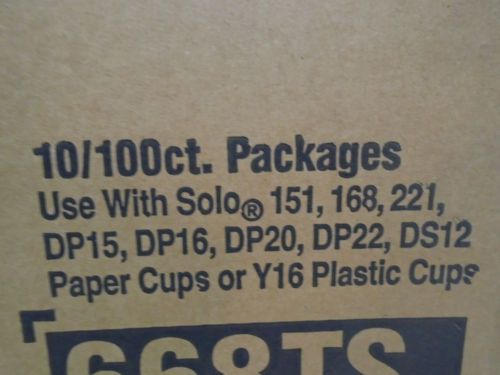 10/100ct. Packages
Use With Solo® 151, 168, 221,
DP15, DP16, DP20, DP22, DS12
Paper Cups or Y16 Plastic Cups
668TS